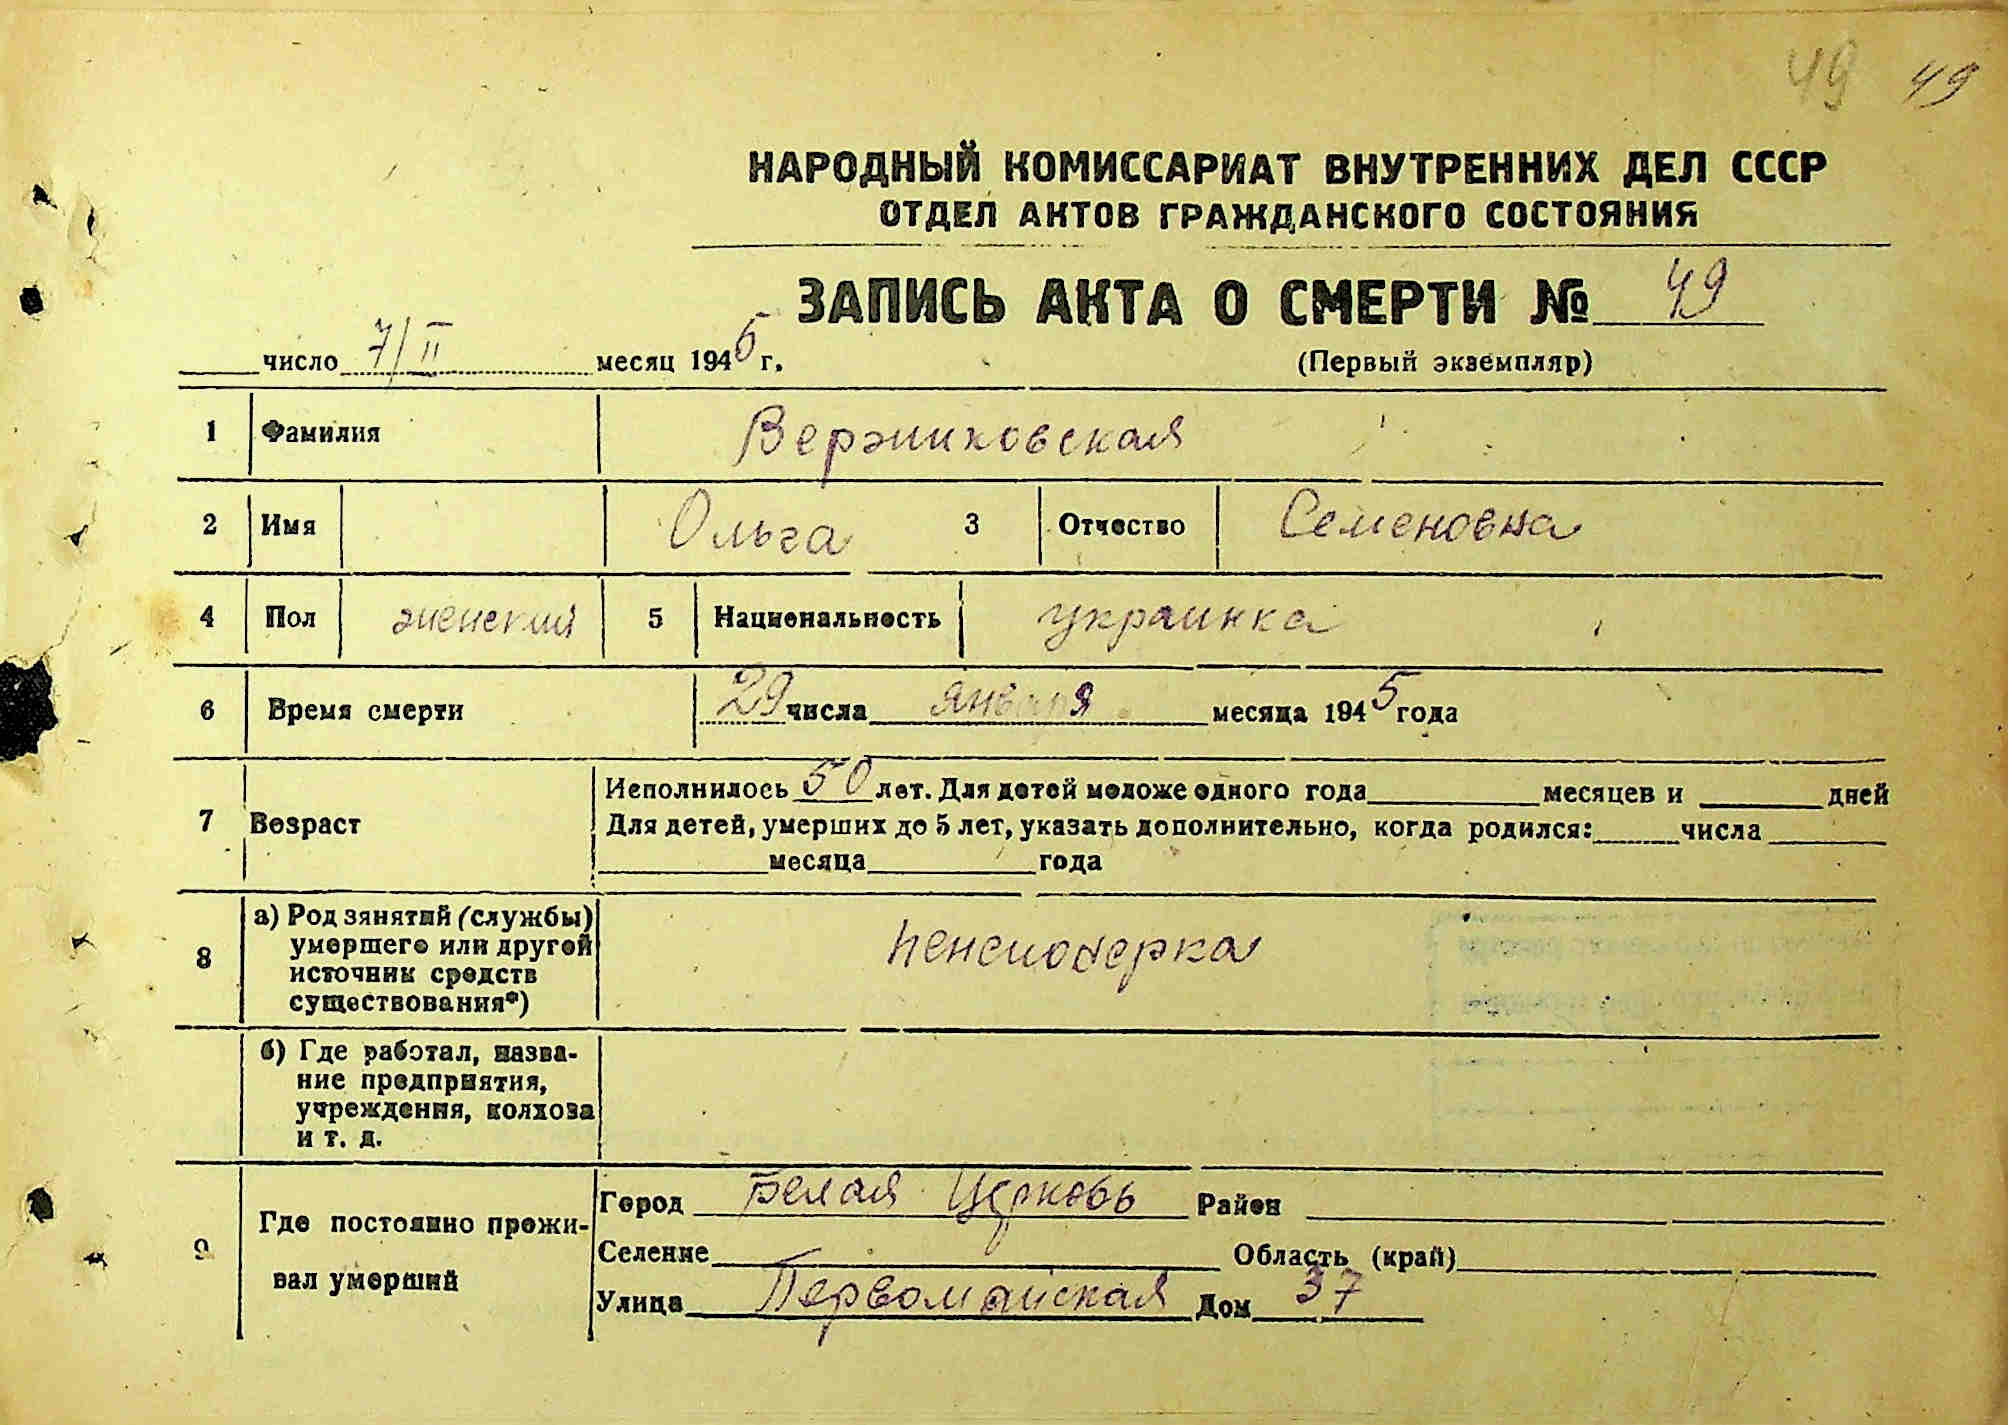 49 49
НАРОДНЫЙ КОМИССАРИАТ ВНУТРЕННИХ ДЕЛ СССР
ОТДЕЛ АКТОВ ГРАЖДАНСКОГО СОСТОЯНИЯ
ЗАПИСЬ АКТА О СМЕРТИ № 49
число 7/II месяц 1945 г.
(Первый экземпляр)
1 Фамилия Вержиковская
2 Имя Ольга 3 Отчество Семеновна
4 Пол женский 5 Национальность украинка
6 Время смерти 29 числа января месяца 1945 года
7 Возраст Исполнилось 50 лет. Для детей моложе одного года месяцев и дней
Для детей, умерших до 5 лет, указать дополнительно, когда родился: числа
месяца года
8 а) Род занятий (службы) умершего или другой источник средств существования*) пенсионерка
б) Где работал, название предприятия, учреждения, колхоза и т. д.
9 Где постоянно проживал умерший
Город Белая Церковь Район
Селение Область (край)
Улица Первомайская Дом 37